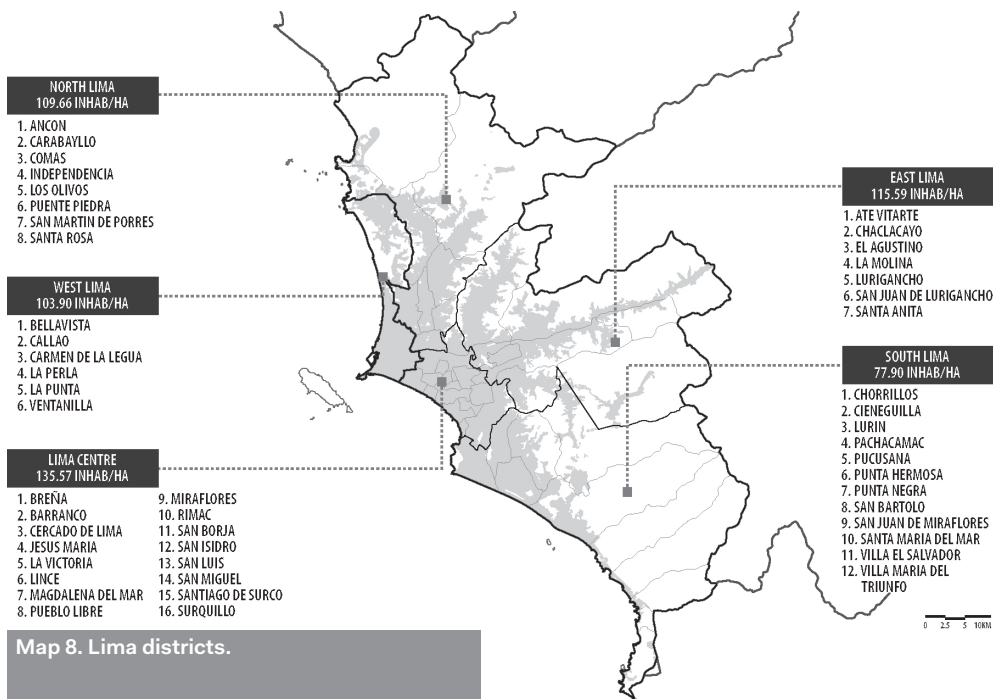 NORTH LIMA
109.66 INHAB/HA
1. ANCON
2. CARABAYLLO
3. COMAS
4. INDEPENDENCIA
5. LOS OLIVOS
6. PUENTE PIEDRA
7. SAN MARTIN DE PORRES
8. SANTA ROSA
WEST LIMA
103.90 INHAB/HA
1. BELLAVISTA
2. CALLAO
3. CARMEN DE LA LEGUA
4. LA PERLA
5. LA PUNTA
6. VENTANILLA
LIMA CENTRE
135.57 INHAB/HA
1. BREÑA
2. BARRANCO
3. CERCADO DE LIMA
4. JESUS MARIA
5. LA VICTORIA
6. LINCE
7. MAGDALENA DEL MAR
8. PUEBLO LIBRE
9. MIRAFLORES
10. RIMAC
11. SAN BORJA
12. SAN ISIDRO
13. SAN LUIS
14. SAN MIGUEL
15. SANTIAGO DE SURCO
16. SURQUILLO
EAST LIMA
115.59 INHAB/HA
1. ATE VITARTE
2. CHACLACAYO
3. EL AGUSTINO
4. LA MOLINA
5. LURIGANCHO
6. SAN JUAN DE LURIGANCHO
7. SANTA ANITA
SOUTH LIMA
77.90 INHAB/HA
1. CHORRILLOS
2. CIENEGUILLA
3. LURIN
4. PACHACAMAC
5. PUCUSANA
6. PUNTA HERMOSA
7. PUNTA NEGRA
8. SAN BARTOLO
9. SAN JUAN DE MIRAFLORES
10. SANTA MARIA DEL MAR
11. VILLA EL SALVADOR
12. VILLA MARIA DEL
TRIUNFO
0 2.5 5 10KM
Map 8. Lima districts.